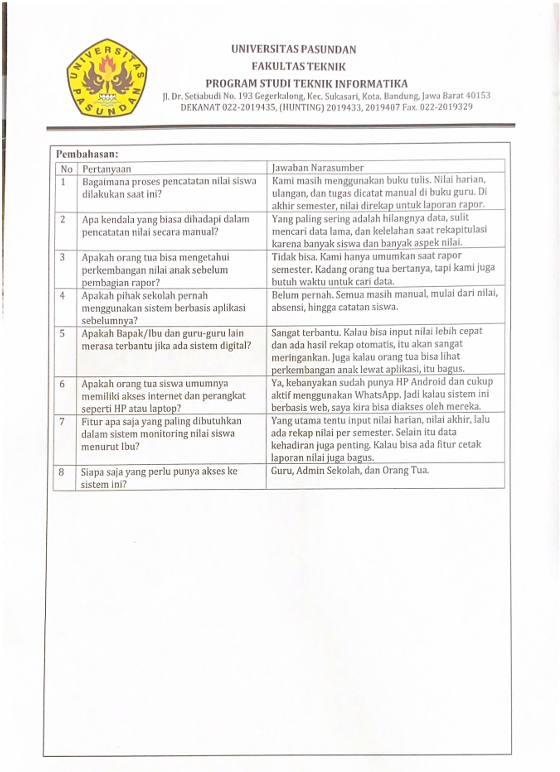 UNIVERSITAS PASUNDAN
UNIVERSITAS PASUNDAN
FAKULTAS TEKNIK
PROGRAM STUDI TEKNIK INFORMATIKA
Jl. Dr. Setiabudi No. 193 Gegerkalong, Kec. Sukasari, Kota. Bandung, Jawa Barat 40153
DEKANAT 022-2019435, (HUNTING) 2019433, 2019407 Fax. 022-2019329
Pembahasan:
No Pertanyaan Jawaban Narasumber
1 Bagaimana proses pencatatan nilai siswa Kami masih menggunakan buku tulis. Nilai harian,
dilakukan saat ini? ulangan, dan tugas dicatat manual di buku guru. Di
akhir semester, nilai direkap untuk laporan rapor.
2 Apa kendala yang biasa dihadapi dalam Yang paling sering adalah hilangnya data, sulit
pencatatan nilai secara manual? mencari data lama, dan kelelahan saat rekapitulasi
karena banyak siswa dan banyak aspek nilai.
3 Apakah orang tua bisa mengetahui Tidak bisa. Kami hanya umumkan saat rapor
perkembangan nilai anak sebelum semester. Kadang orang tua bertanya, tapi kami juga
pembagian rapor? butuh waktu untuk cari data.
4 Apakah pihak sekolah pernah Belum pernah. Semua masih manual, mulai dari nilai,
menggunakan sistem berbasis aplikasi absensi, hingga catatan siswa.
sebelumnya?
5 Apakah Bapak/Ibu dan guru-guru lain Sangat terbantu. Kalau bisa input nilai lebih cepat
merasa terbantu jika ada sistem digital? dan ada hasil rekap otomatis, itu akan sangat
meringankan. Juga kalau orang tua bisa lihat
perkembangan anak lewat aplikasi, itu bagus.
6 Apakah orang tua siswa umumnya Ya, kebanyakan sudah punya HP Android dan cukup
memiliki akses internet dan perangkat aktif menggunakan WhatsApp. Jadi kalau sistem ini
seperti HP atau laptop? berbasis web, saya kira bisa diakses oleh mereka.
7 Fitur apa saja yang paling dibutuhkan Yang utama tentu input nilai harian, nilai akhir, lalu
dalam sistem monitoring nilai siswa ada rekap nilai per semester. Selain itu data
menurut Ibu? kehadiran juga penting. Kalau bisa ada fitur cetak
laporan nilai juga bagus.
8 Siapa saja yang perlu punya akses ke Guru, Admin Sekolah, dan Orang Tua.
sistem ini?